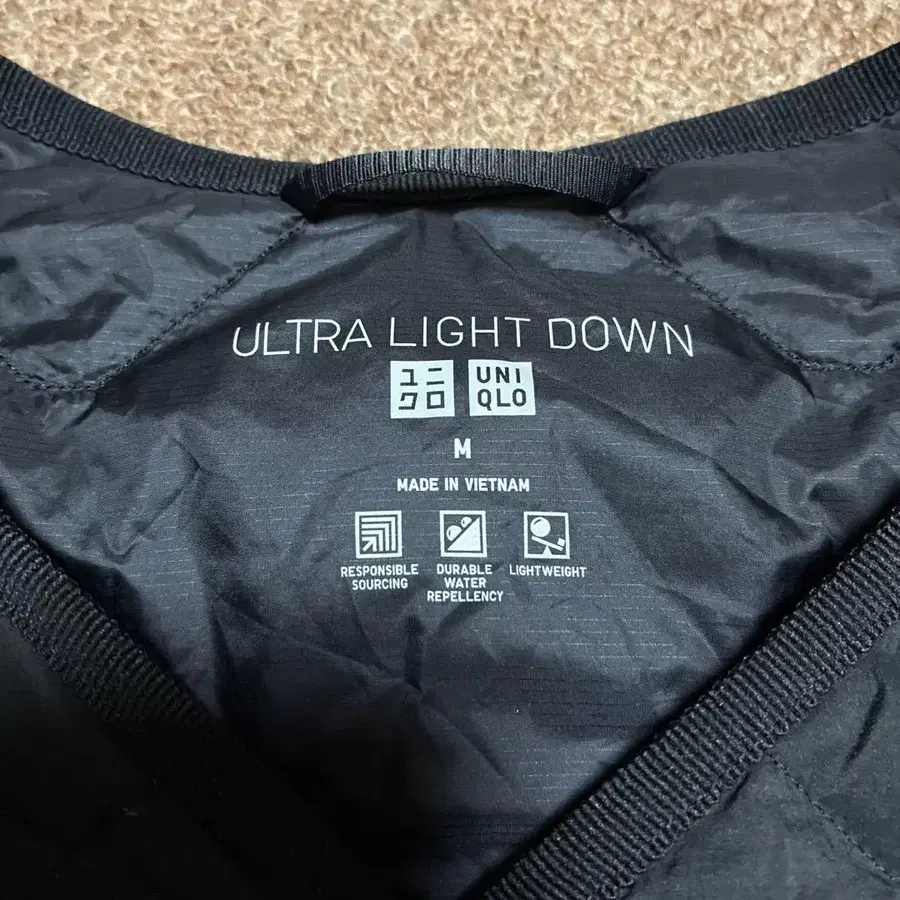 ULTRA LIGHT DOWN
ユニ UNI
クロ QLO
M
MADE IN VIETNAM
RESPONSIBLE DURABLE LIGHTWEIGHT
SOURCING WATER
REPELLENCY